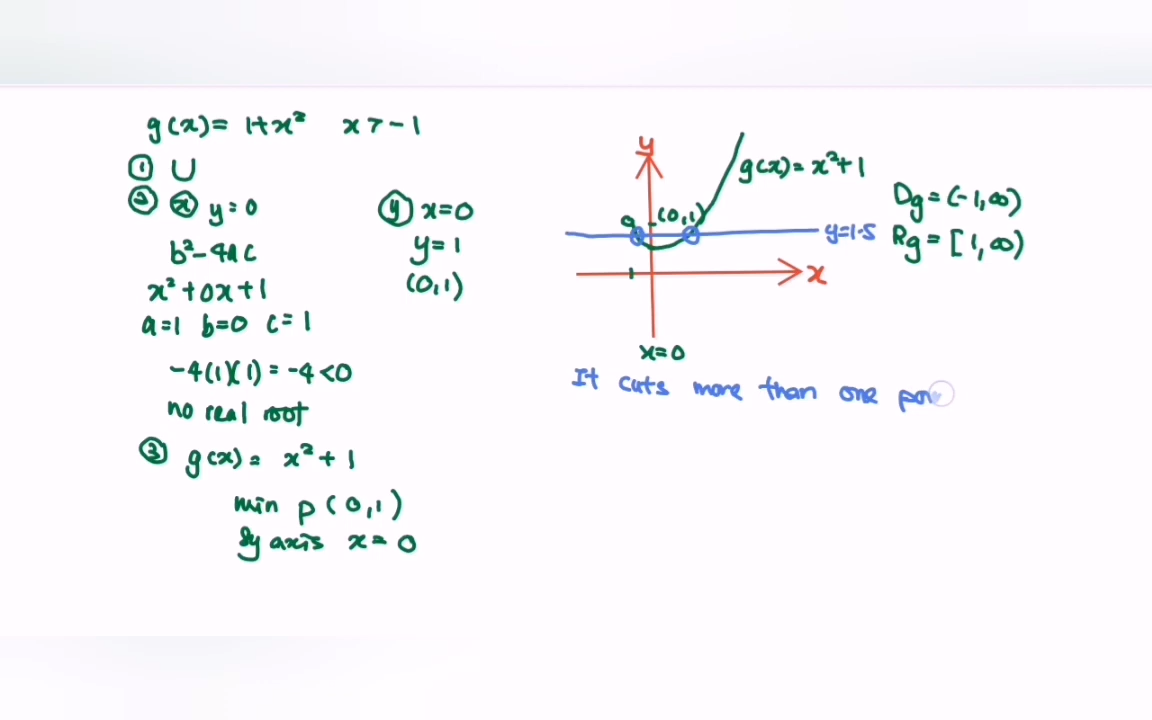 g(x)= 1+x² x>-1
① ∪
② ⓧ y=0
b²-4ac
x²+0x+1
a=1 b=0 c=1
-4(1)(1) = -4<0
no real root
③ g(x)= x²+1
min p(0,1)
Sy axis x=0
ⓨ x=0
y=1
(0,1)
y
g(x)=x²+1
(0,1)
y=1.5
x
x=0
Dg=(-1,∞)
Rg=[1,∞)
It cuts more than one